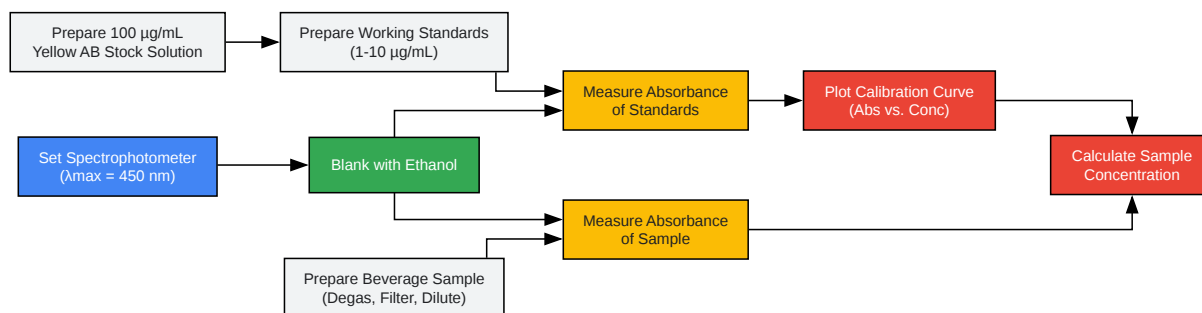 Prepare 100 µg/mL
Yellow AB Stock Solution
Prepare Working Standards
(1-10 µg/mL)
Measure Absorbance
of Standards
Plot Calibration Curve
(Abs vs. Conc)
Set Spectrophotometer
(λmax = 450 nm)
Blank with Ethanol
Calculate Sample
Concentration
Measure Absorbance
of Sample
Prepare Beverage Sample
(Degas, Filter, Dilute)